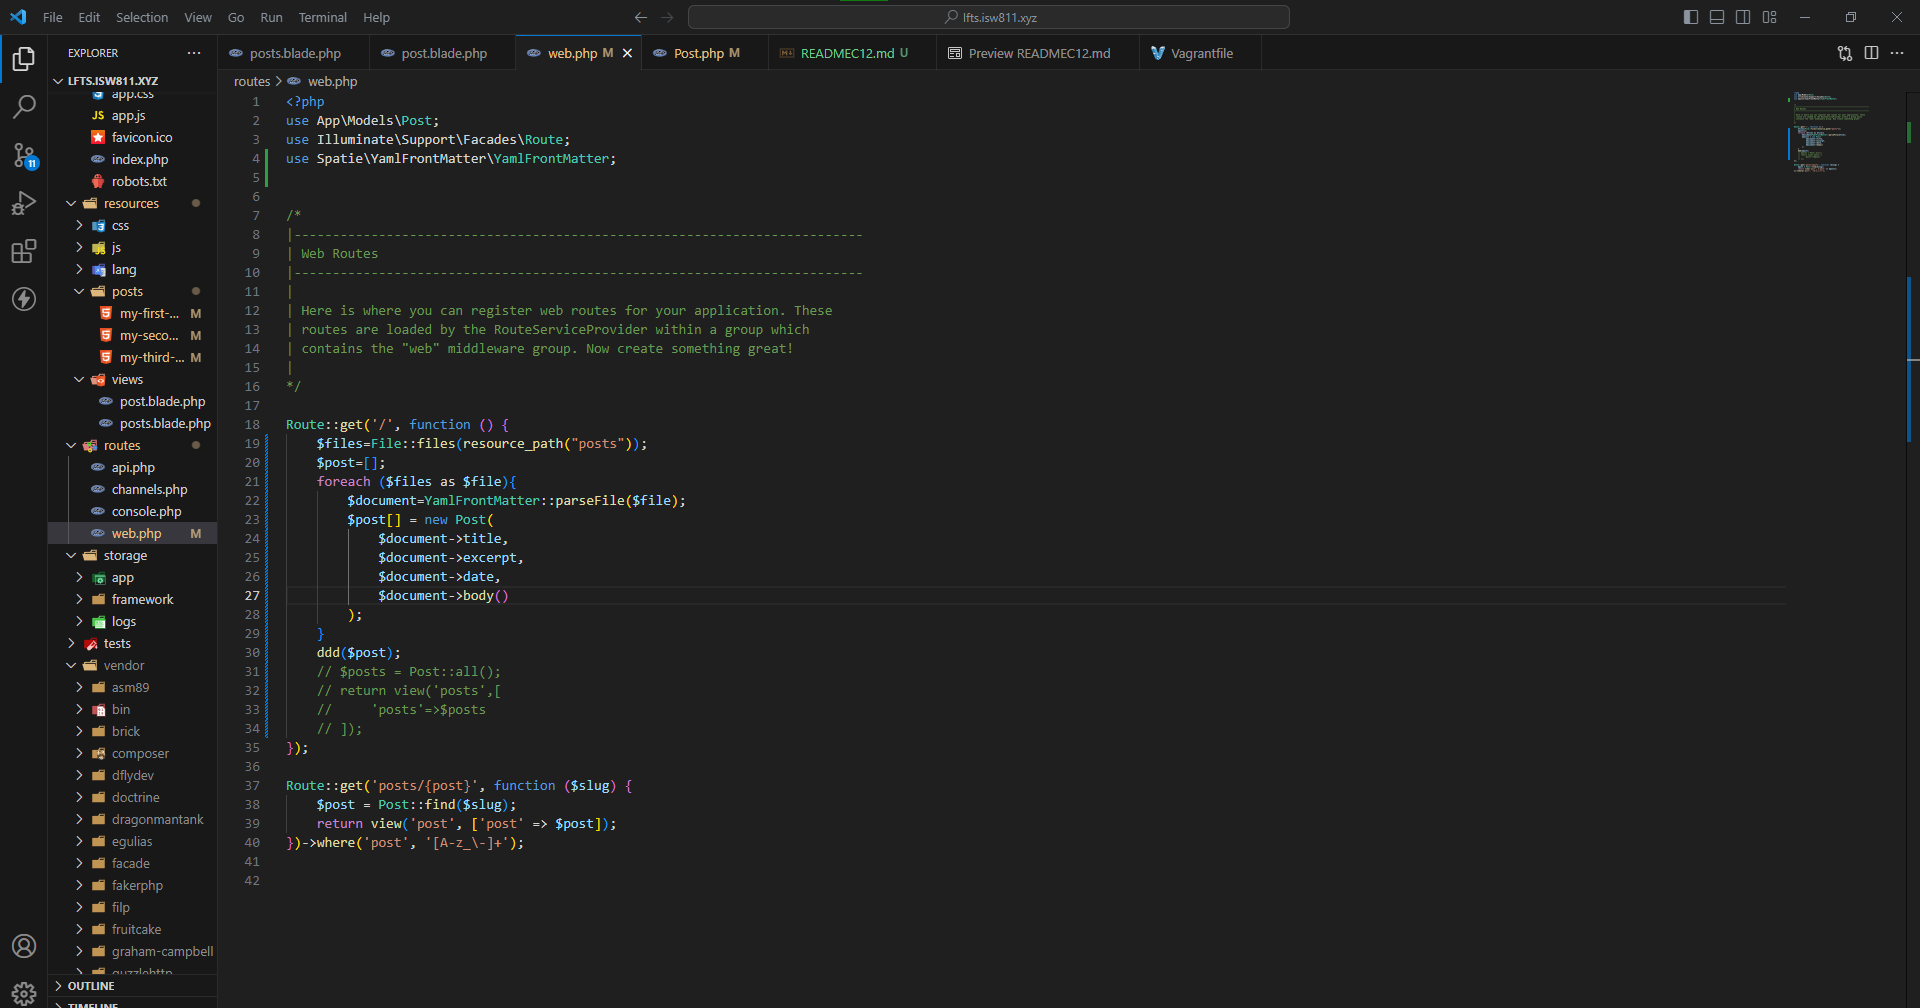 File Edit Selection View Go Run Terminal Help
lfts.isw811.xyz
EXPLORER
posts.blade.php
post.blade.php
web.php M
Post.php M
READMEC12.md U
Preview READMEC12.md
Vagrantfile
LFTS.ISW811.XYZ
routes > web.php
app.css
app.js
favicon.ico
index.php
robots.txt
resources
css
js
lang
posts
my-first-... M
my-seco... M
my-third-... M
views
post.blade.php
posts.blade.php
routes
api.php
channels.php
console.php
web.php M
storage
app
framework
logs
tests
vendor
asm89
bin
brick
composer
dflydev
doctrine
dragonmantank
egulias
facade
fakerphp
filp
fruitcake
graham-campbell
guzzlehttp
OUTLINE
TIMELINE
11
1 <?php
2 use App\Models\Post;
3 use Illuminate\Support\Facades\Route;
4 use Spatie\YamlFrontMatter\YamlFrontMatter;
5
6
7 /*
8 |--------------------------------------------------------------------------
9 | Web Routes
10 |--------------------------------------------------------------------------
11 |
12 | Here is where you can register web routes for your application. These
13 | routes are loaded by the RouteServiceProvider within a group which
14 | contains the "web" middleware group. Now create something great!
15 |
16 */
17
18 Route::get('/', function () {
19 $files=File::files(resource_path("posts"));
20 $post=[];
21 foreach ($files as $file){
22 $document=YamlFrontMatter::parseFile($file);
23 $post[] = new Post(
24 $document->title,
25 $document->excerpt,
26 $document->date,
27 $document->body()
28 );
29 }
30 ddd($post);
31 // $posts = Post::all();
32 // return view('posts',[
33 //     'posts'=>$posts
34 // ]);
35 });
36
37 Route::get('posts/{post}', function ($slug) {
38 $post = Post::find($slug);
39 return view('post', ['post' => $post]);
40 })->where('post', '[A-z_\-]+');
41
42